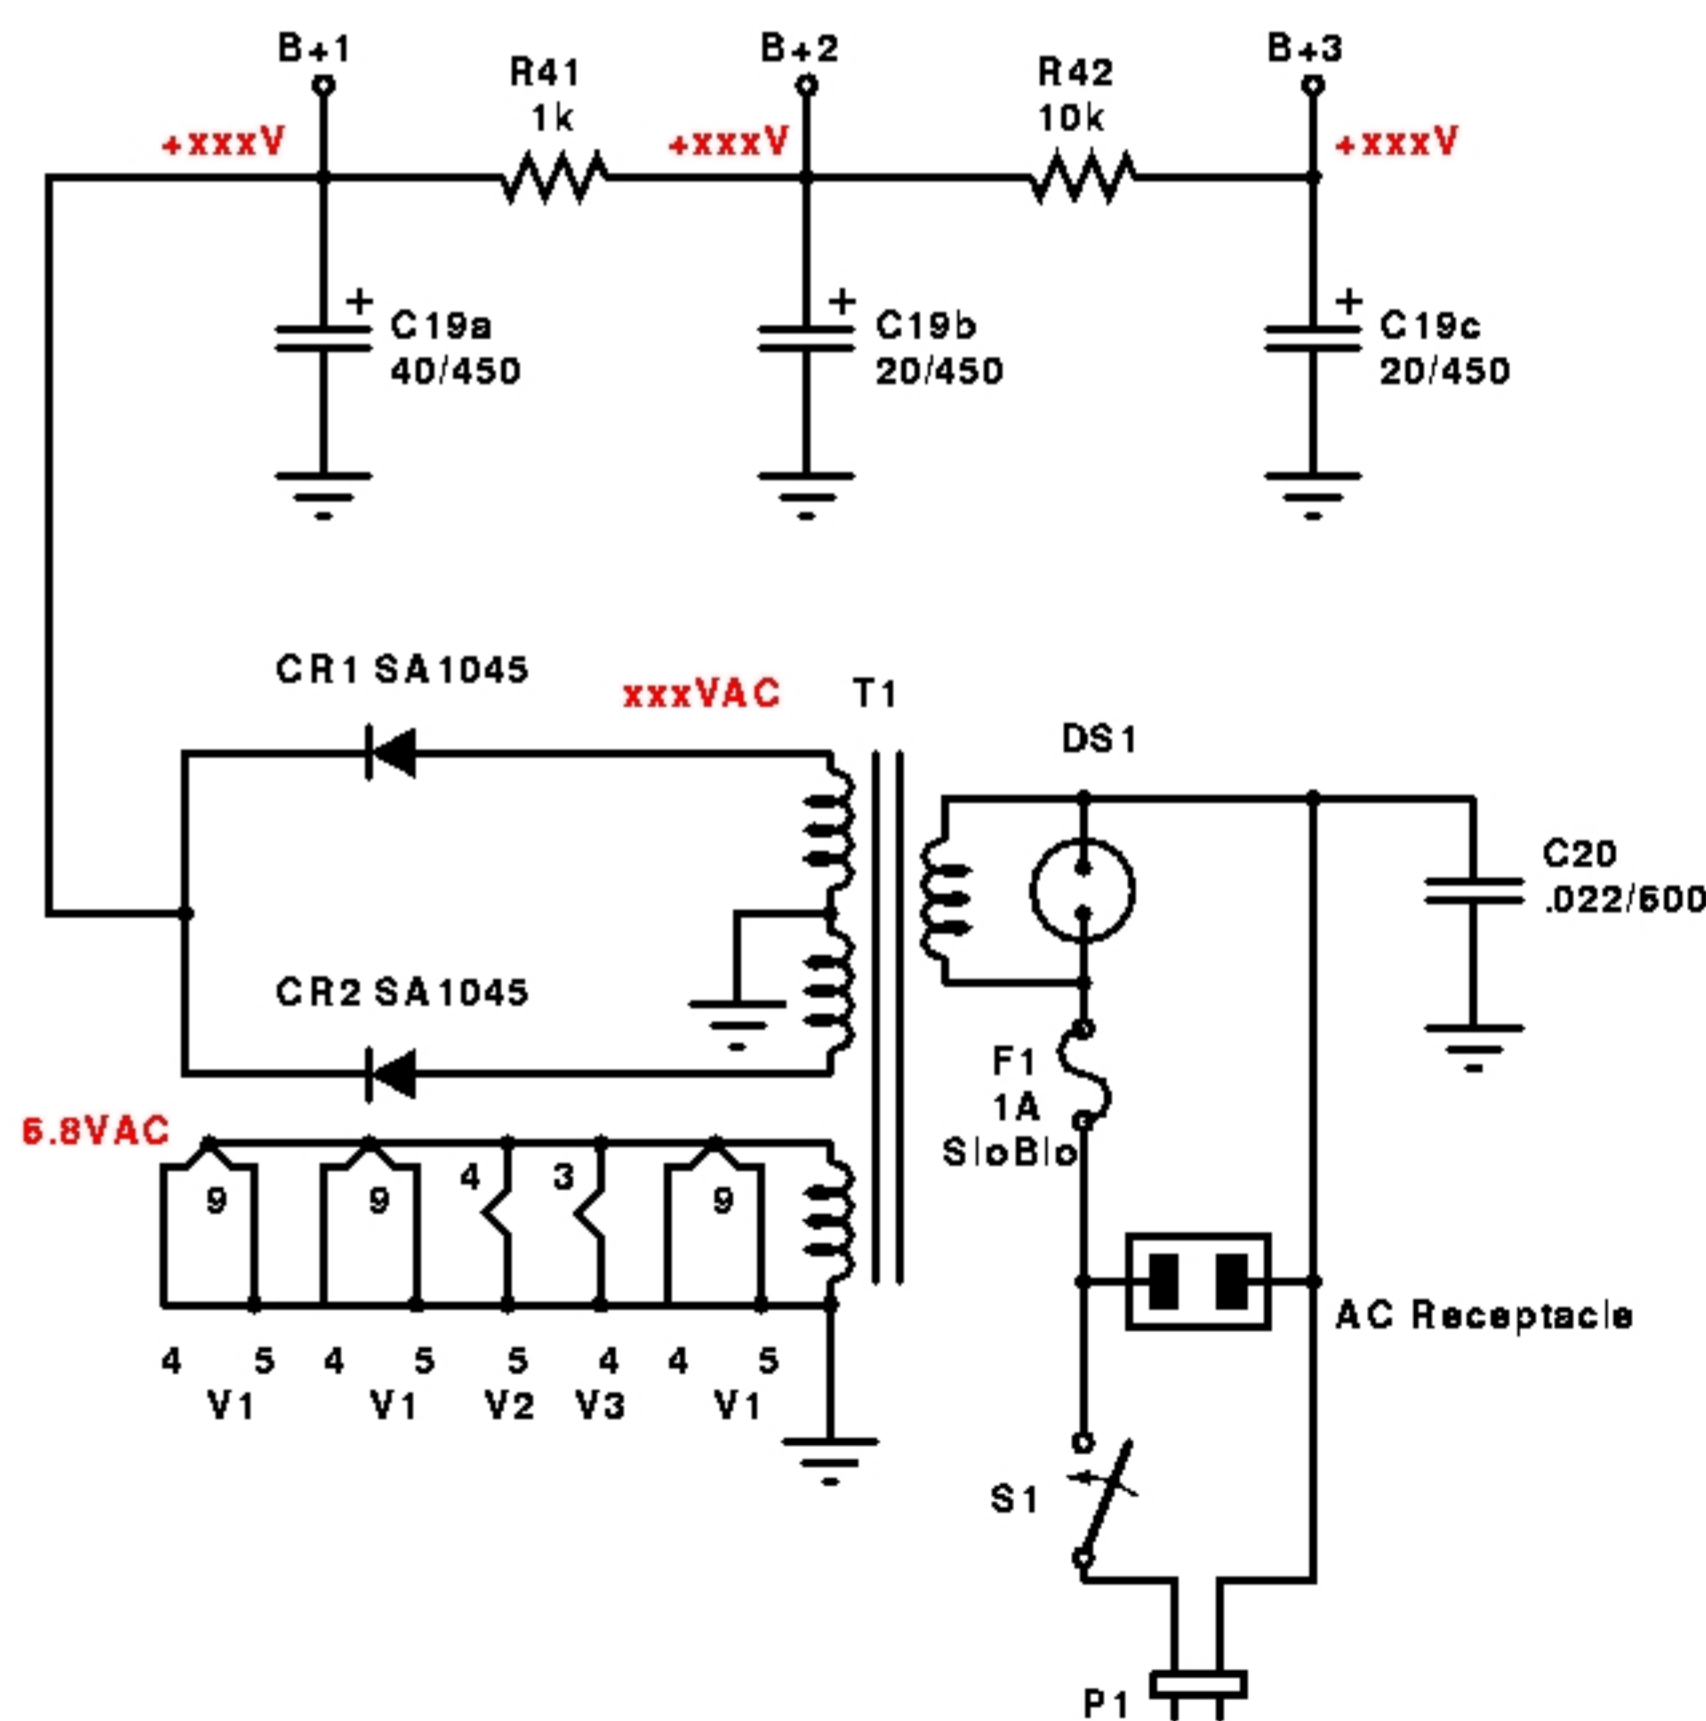 B+1
B+2
B+3
R41
1k
R42
10k
+xxxV
+xxxV
+xxxV
+
C19a
40/450
+
C19b
20/450
+
C19c
20/450
CR1 SA1045
xxxVAC
T1
DS1
C20
.022/600
CR2 SA1045
F1
1A
SloBlo
6.8VAC
9
9
4
3
9
AC Receptacle
4 5 4 5 5 4 4 5
V1 V1 V2 V3 V1
S1
P1